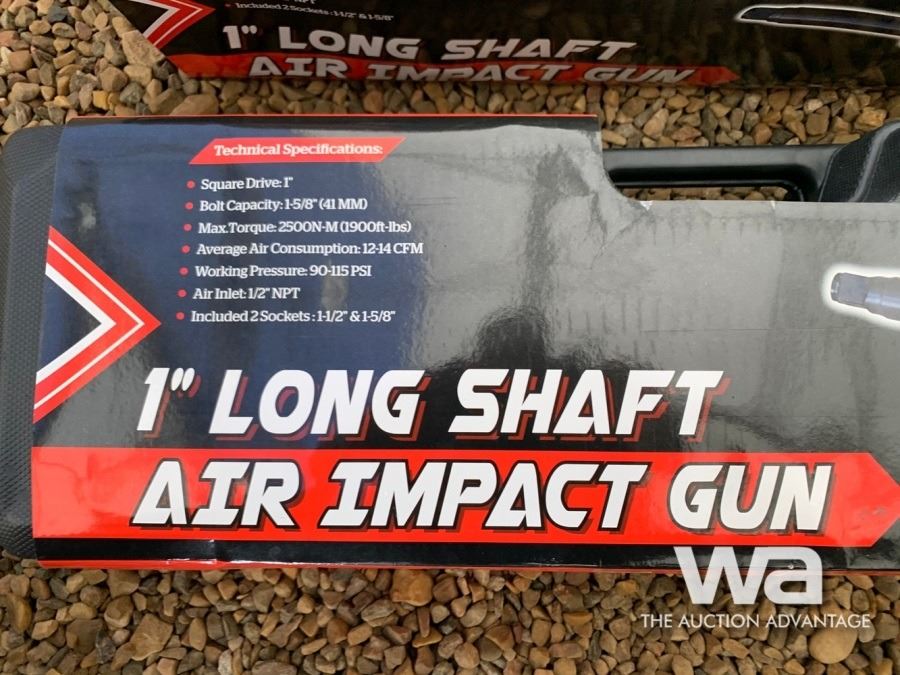 Included 2 Sockets : 1-1/2" & 1-5/8"
1" LONG SHAFT
AIR IMPACT GUN
Technical Specifications:
Square Drive: 1"
Bolt Capacity: 1-5/8" (41 MM)
Max.Torque: 2500N-M (1900ft-lbs)
Average Air Consumption: 12-14 CFM
Working Pressure: 90-115 PSI
Air Inlet: 1/2" NPT
Included 2 Sockets : 1-1/2" & 1-5/8"
1" LONG SHAFT
AIR IMPACT GUN
wa
THE AUCTION ADVANTAGE